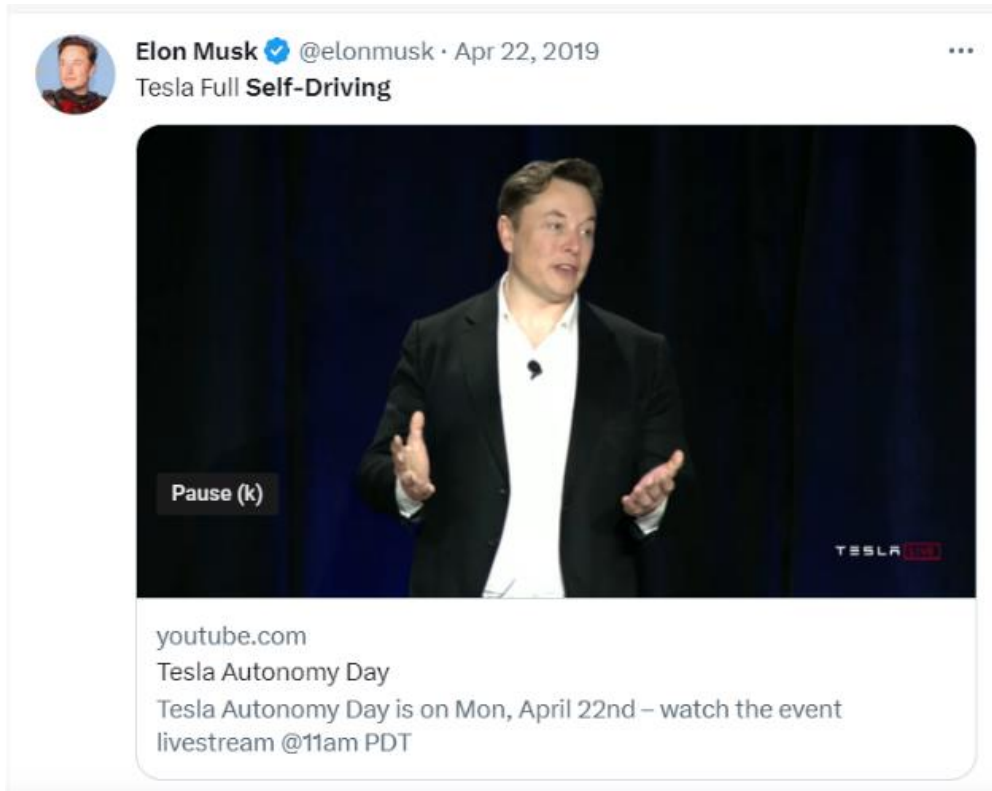 Elon Musk @elonmusk · Apr 22, 2019
Tesla Full Self-Driving
Pause (k)
TESLA LIVE
youtube.com
Tesla Autonomy Day
Tesla Autonomy Day is on Mon, April 22nd – watch the event
livestream @11am PDT